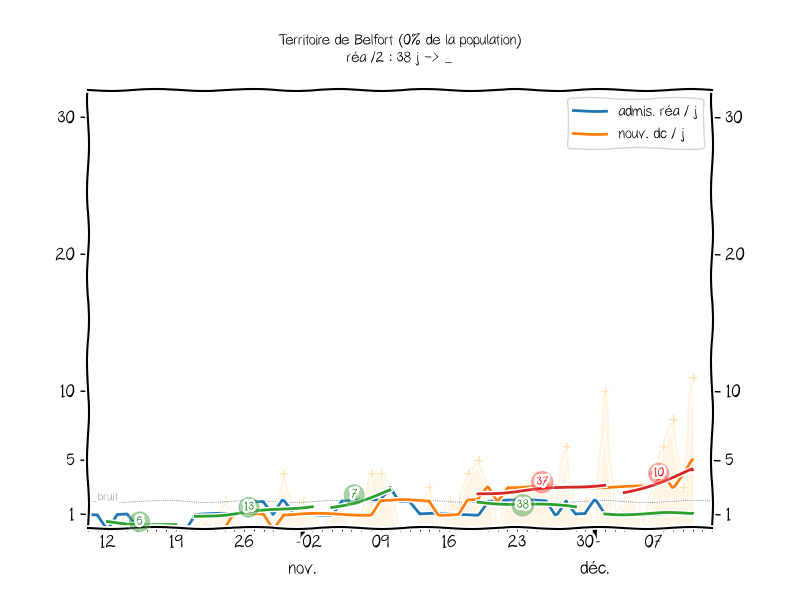 Territoire de Belfort (0% de la population)
réa /2 : 38 j -> _
admis. réa / j
nouv. dc / j
30 30
20 20
10 10
5 5
1 1
bruit
5 13 7 37 38 10
12 19 26 02 09 16 23 30 07
nov. déc.